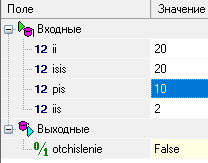 Поле Значение
Входные
12 ii 20
12 isis 20
12 pis 10
12 iis 2
Выходные
0/1 otchislenie False